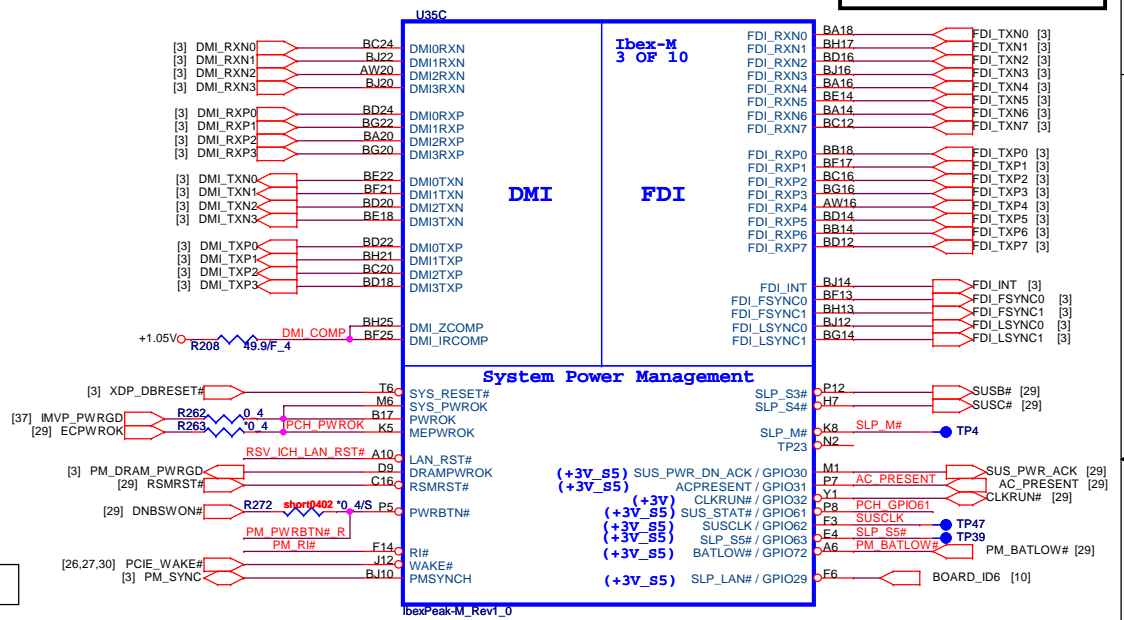 U35C
Ibex-M
3 OF 10
DMI
FDI
[3] DMI_RXN0 BC24 DMI0RXN
[3] DMI_RXN1 BJ22 DMI1RXN
[3] DMI_RXN2 AW20 DMI2RXN
[3] DMI_RXN3 BJ20 DMI3RXN
[3] DMI_RXP0 BD24 DMI0RXP
[3] DMI_RXP1 BG22 DMI1RXP
[3] DMI_RXP2 BA20 DMI2RXP
[3] DMI_RXP3 BG20 DMI3RXP
[3] DMI_TXN0 BE22 DMI0TXN
[3] DMI_TXN1 BF21 DMI1TXN
[3] DMI_TXN2 BD20 DMI2TXN
[3] DMI_TXN3 BE18 DMI3TXN
[3] DMI_TXP0 BD22 DMI0TXP
[3] DMI_TXP1 BH21 DMI1TXP
[3] DMI_TXP2 BC20 DMI2TXP
[3] DMI_TXP3 BD18 DMI3TXP
BH25 DMI_ZCOMP
+1.05V R208 49.9/F_4 DMI_COMP BF25 DMI_IRCOMP
FDI_RXN0 BA18 FDI_TXN0 [3]
FDI_RXN1 BH17 FDI_TXN1 [3]
FDI_RXN2 BD16 FDI_TXN2 [3]
FDI_RXN3 BJ16 FDI_TXN3 [3]
FDI_RXN4 BA16 FDI_TXN4 [3]
FDI_RXN5 BE14 FDI_TXN5 [3]
FDI_RXN6 BA14 FDI_TXN6 [3]
FDI_RXN7 BC12 FDI_TXN7 [3]
FDI_RXP0 BB18 FDI_TXP0 [3]
FDI_RXP1 BF17 FDI_TXP1 [3]
FDI_RXP2 BC16 FDI_TXP2 [3]
FDI_RXP3 BG16 FDI_TXP3 [3]
FDI_RXP4 AW16 FDI_TXP4 [3]
FDI_RXP5 BD14 FDI_TXP5 [3]
FDI_RXP6 BB14 FDI_TXP6 [3]
FDI_RXP7 BD12 FDI_TXP7 [3]
FDI_INT BJ14 FDI_INT [3]
FDI_FSYNC0 BF13 FDI_FSYNC0 [3]
FDI_FSYNC1 BH13 FDI_FSYNC1 [3]
FDI_LSYNC0 BJ12 FDI_LSYNC0 [3]
FDI_LSYNC1 BG14 FDI_LSYNC1 [3]
System Power Management
[3] XDP_DBRESET# T6 SYS_RESET#
M6 SYS_PWROK
[37] IMVP_PWRGD R262 0_4 B17 PWROK
[29] ECPWROK R263 *0_4 PCH_PWROK K5 MEPWROK
RSV_ICH_LAN_RST# A10 LAN_RST#
[3] PM_DRAM_PWRGD D9 DRAMPWROK
[29] RSMRST# C16 RSMRST#
[29] DNBSWON# R272 short0402 *0_4/S P5 PWRBTN#
PM_PWRBTN#_R
PM_RI# F14 RI#
[26,27,30] PCIE_WAKE# J12 WAKE#
[3] PM_SYNC BJ10 PMSYNCH
SLP_S3# P12 SUSB# [29]
SLP_S4# H7 SUSC# [29]
SLP_M# K8 SLP_M# TP4
TP23 N2
(+3V_S5) SUS_PWR_DN_ACK / GPIO30 M1 SUS_PWR_ACK [29]
(+3V_S5) ACPRESENT / GPIO31 P7 AC_PRESENT AC_PRESENT [29]
(+3V) CLKRUN# / GPIO32 Y1 CLKRUN# [29]
(+3V_S5) SUS_STAT# / GPIO61 P8 PCH_GPIO61
(+3V_S5) SUSCLK / GPIO62 F3 SUSCLK TP47
(+3V_S5) SLP_S5# / GPIO63 E4 SLP_S5# TP39
(+3V_S5) BATLOW# / GPIO72 A6 PM_BATLOW# PM_BATLOW# [29]
(+3V_S5) SLP_LAN# / GPIO29 F6 BOARD_ID6 [10]
IbexPeak-M_Rev1_0